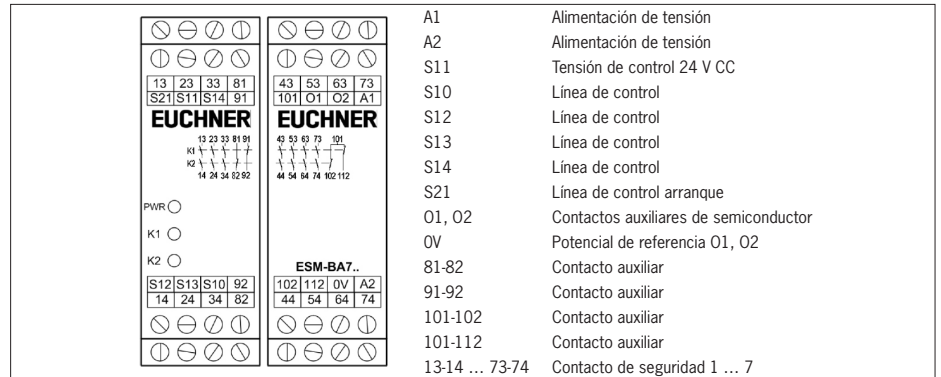 13 23 33 81
S21 S11 S14 91
EUCHNER
13 23 33 81 91
K1
K2
14 24 34 82 92
PWR
K1
K2
S12 S13 S10 92
14 24 34 82
43 53 63 73
101 O1 O2 A1
EUCHNER
43 53 63 73 101
44 54 64 74 102 112
ESM-BA7..
102 112 0V A2
44 54 64 74
A1 Alimentación de tensión
A2 Alimentación de tensión
S11 Tensión de control 24 V CC
S10 Línea de control
S12 Línea de control
S13 Línea de control
S14 Línea de control
S21 Línea de control arranque
O1, O2 Contactos auxiliares de semiconductor
0V Potencial de referencia O1, O2
81-82 Contacto auxiliar
91-92 Contacto auxiliar
101-102 Contacto auxiliar
101-112 Contacto auxiliar
13-14 … 73-74 Contacto de seguridad 1 … 7